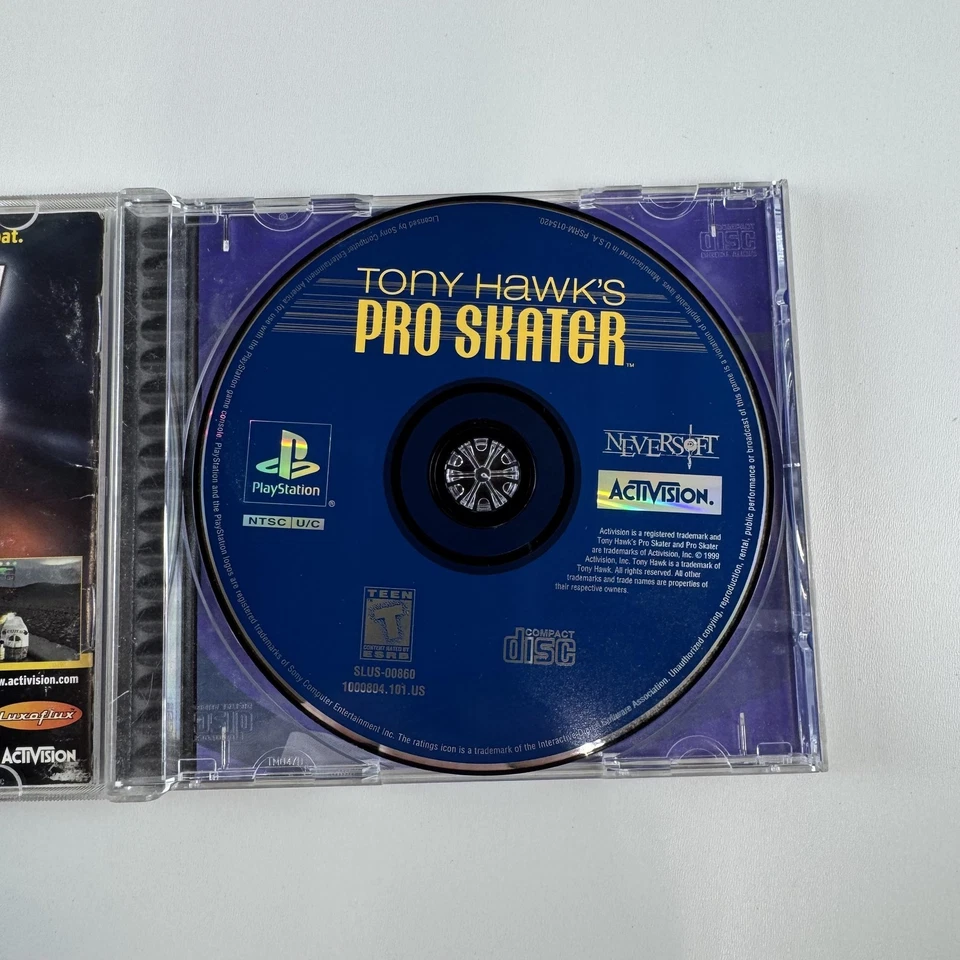 at.
www.activision.com
Luxoflux
ACTIVISION
TONY HAWK'S
PRO SKATER™
PlayStation®
NTSC U/C
NEVERSOFT
ACTIVISION.
Activision is a registered trademark and
Tony Hawk's Pro Skater and Pro Skater
are trademarks of Activision, Inc. © 1999
Activision, Inc. Tony Hawk is a trademark of
Tony Hawk. All rights reserved. All other
trademarks and trade names are properties of
their respective owners.
TEEN
T
CONTENT RATED BY
ESRB
SLUS-00860
1000804.101.US
COMPACT
disc
Licensed by Sony Computer Entertainment America for use with the PlayStation game console. PlayStation and the PlayStation logos are registered trademarks of Sony Computer Entertainment Inc. The ratings icon is a trademark of the Interactive Digital Software Association. Unauthorized copying, reproduction, rental, public performance or broadcast of this game is a violation of applicable laws. Manufactured in U.S.A. PSRM-015420.
COMPACT
disc